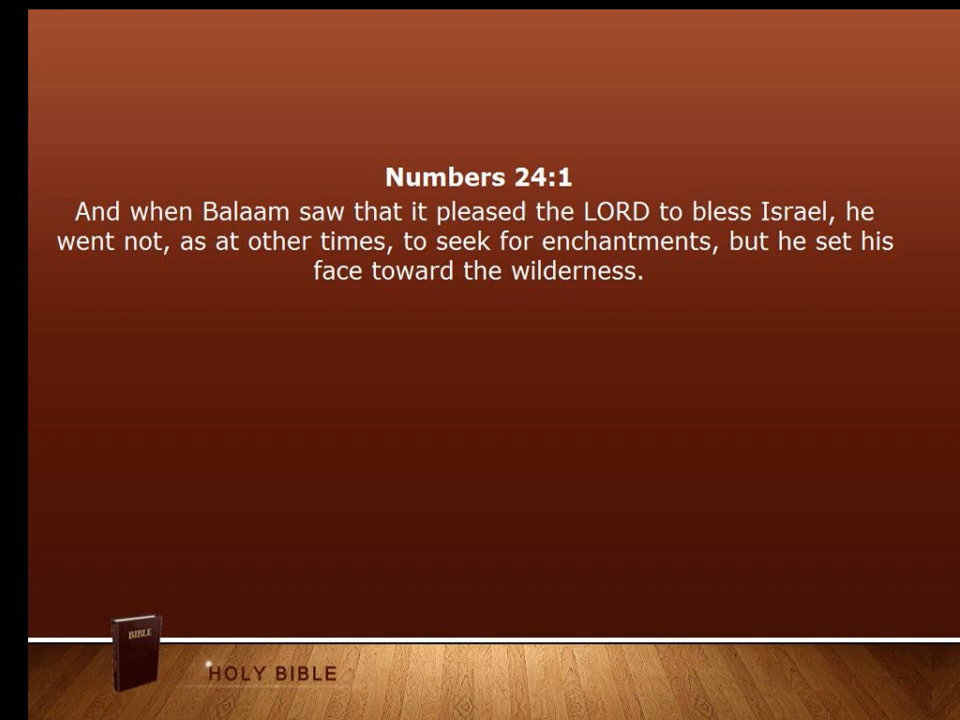 Numbers 24:1
And when Balaam saw that it pleased the LORD to bless Israel, he
went not, as at other times, to seek for enchantments, but he set his
face toward the wilderness.
BIBLE
HOLY BIBLE